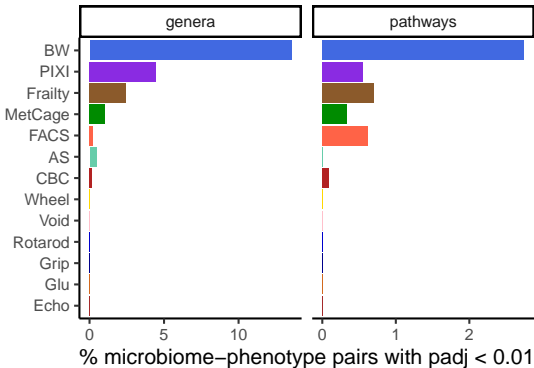 genera
pathways
BW
PIXI
Frailty
MetCage
FACS
AS
CBC
Wheel
Void
Rotarod
Grip
Glu
Echo
0 5 10
0 1 2
% microbiome−phenotype pairs with padj < 0.01